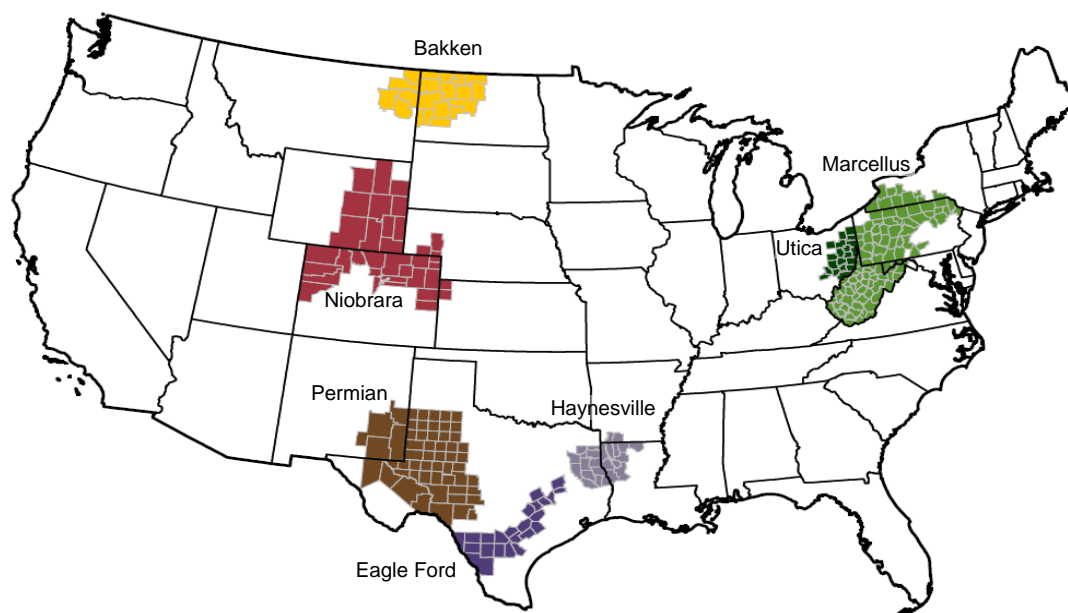 Bakken
Marcellus
Utica
Niobrara
Permian
Haynesville
Eagle Ford